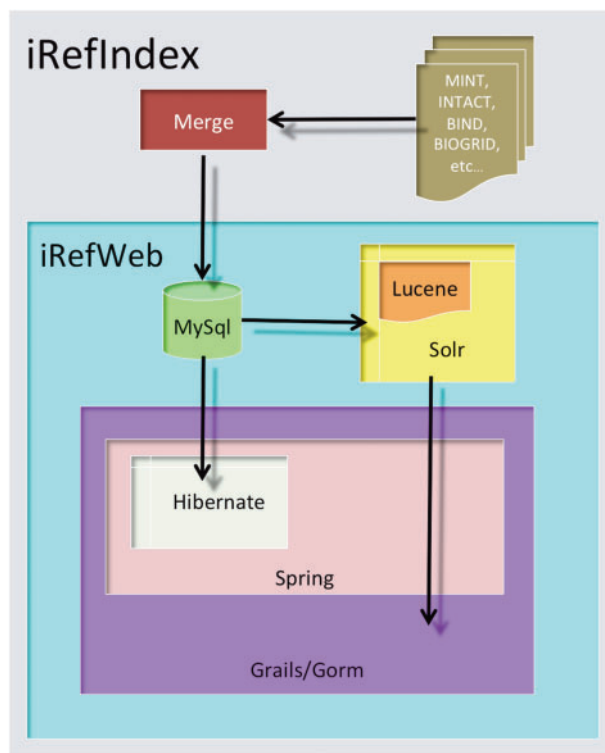 iRefIndex
MINT,
INTACT,
BIND,
BIOGRID,
etc...
Merge
iRefWeb
MySql
Lucene
Solr
Hibernate
Spring
Grails/Gorm